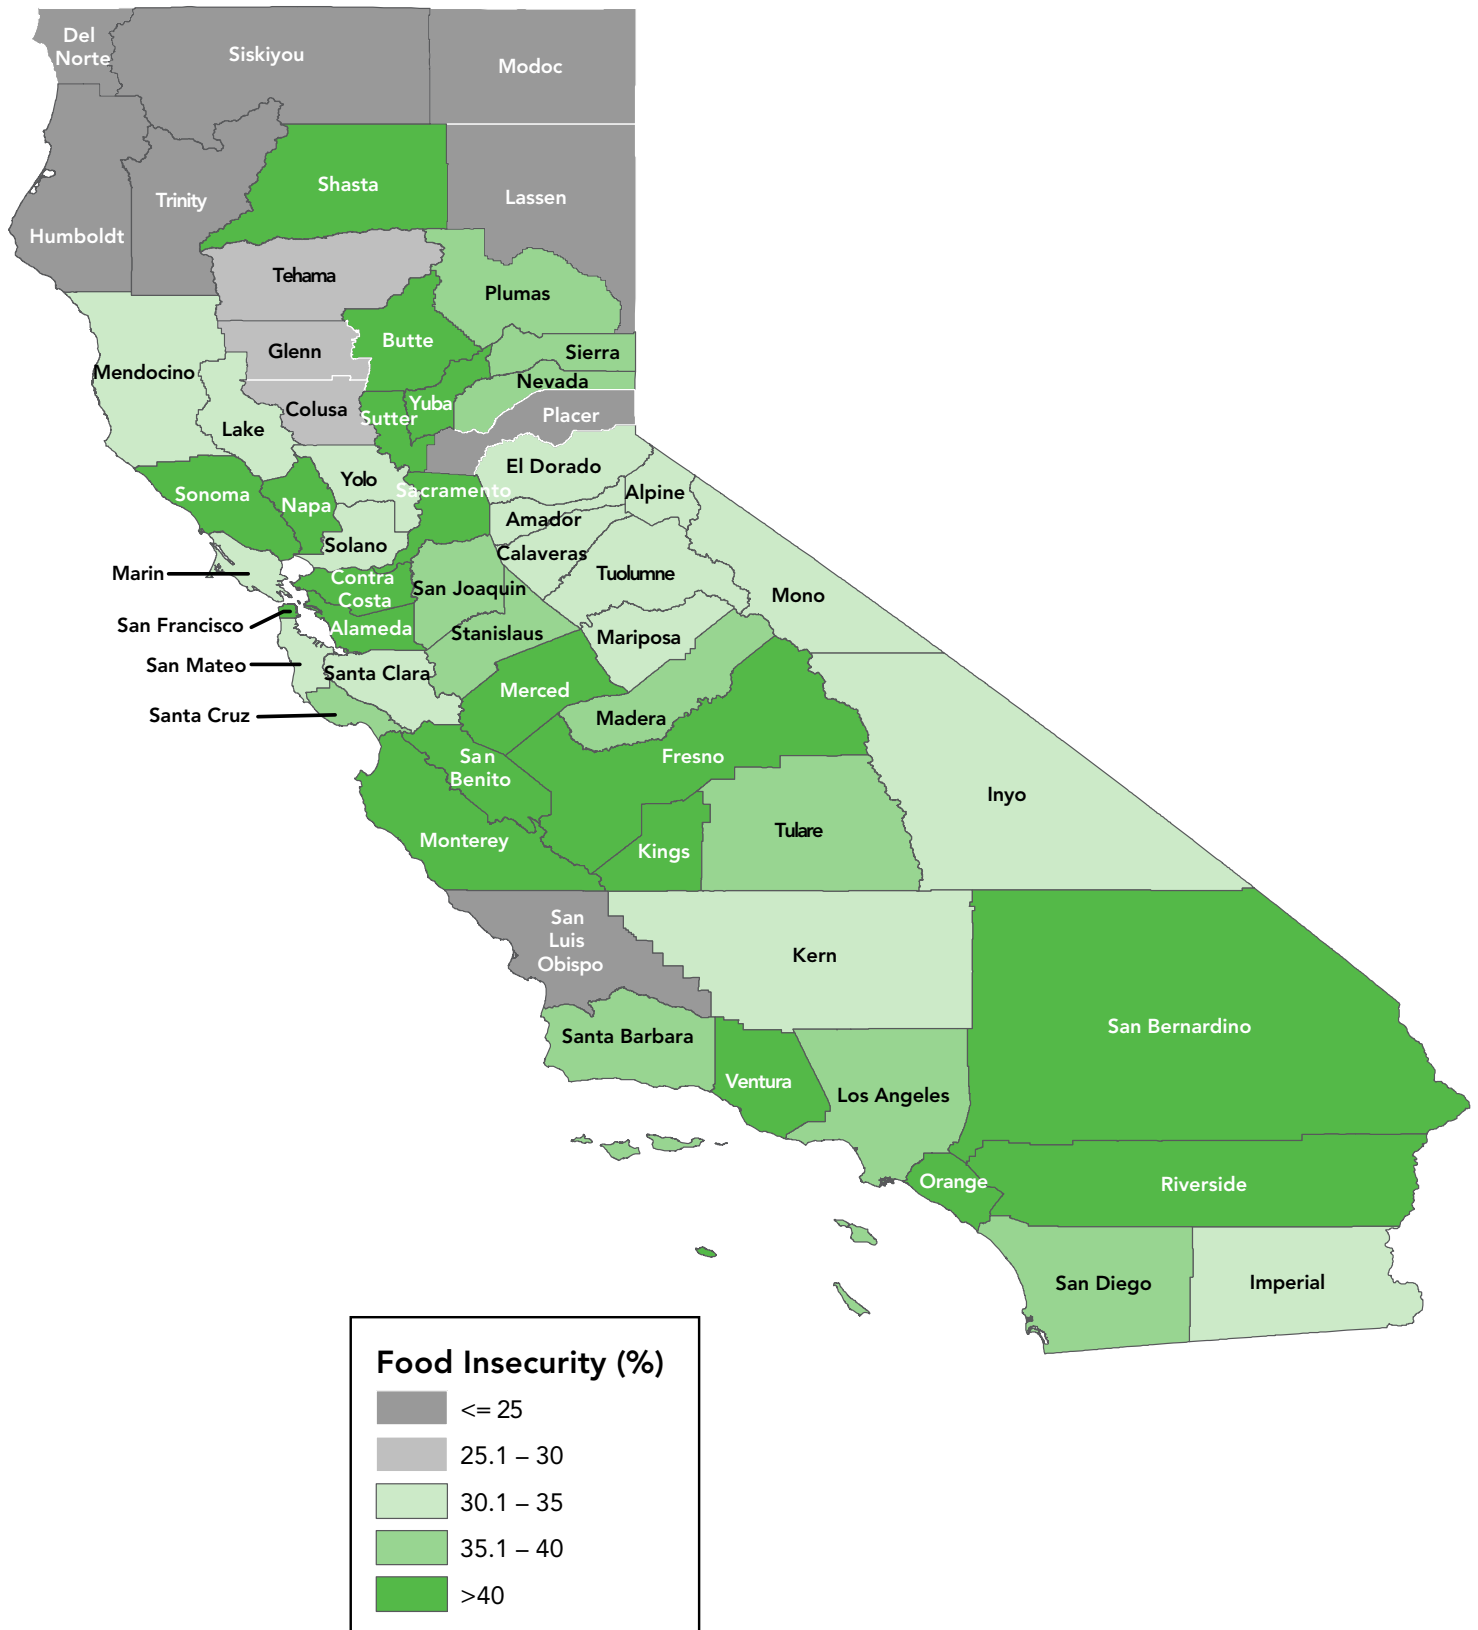 Del
Norte
Siskiyou
Modoc
Shasta
Lassen
Trinity
Humboldt
Tehama
Plumas
Butte
Glenn
Sierra
Mendocino
Nevada
Colusa
Yuba
Sutter
Placer
Lake
El Dorado
Yolo
Sacramento
Alpine
Sonoma
Napa
Amador
Solano
Calaveras
Marin
Tuolumne
Contra
Costa
San Joaquin
Mono
San Francisco
Alameda
Stanislaus
Mariposa
San Mateo
Santa Clara
Merced
Santa Cruz
Madera
Fresno
San
Benito
Inyo
Tulare
Monterey
Kings
San
Luis
Obispo
Kern
San Bernardino
Santa Barbara
Ventura
Los Angeles
Orange
Riverside
San Diego
Imperial
Food Insecurity (%)
<= 25
25.1 – 30
30.1 – 35
35.1 – 40
>40